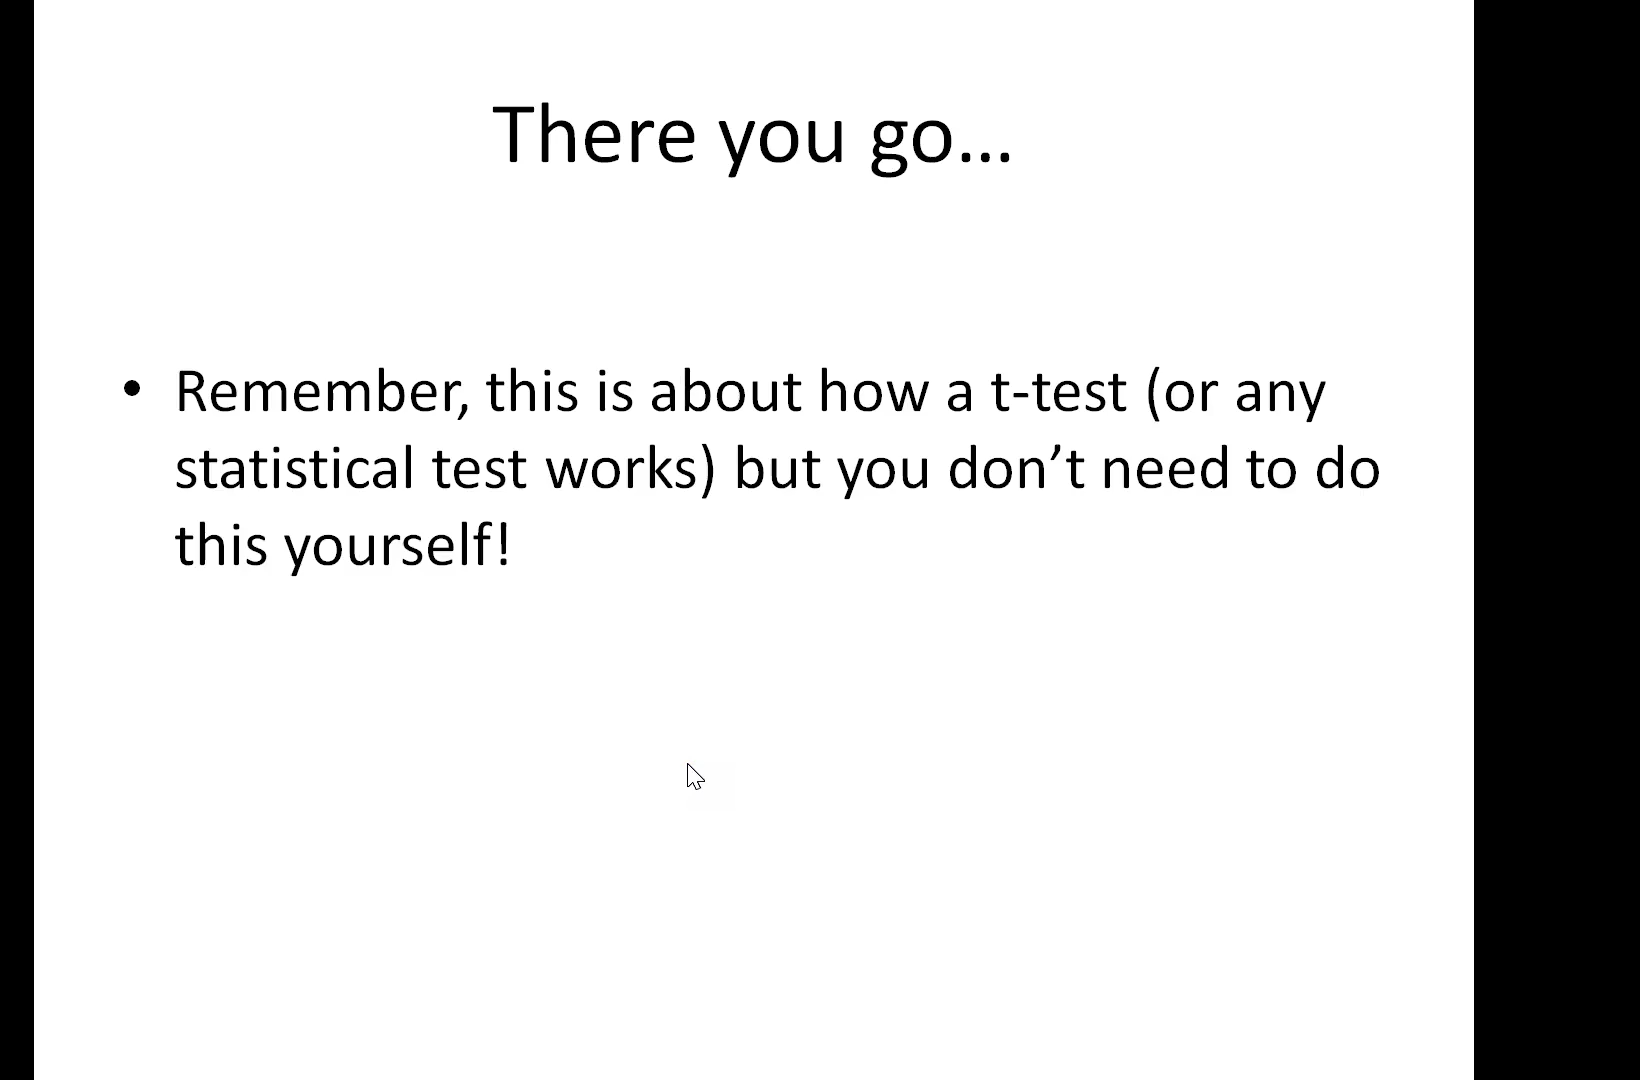 There you go…
• Remember, this is about how a t-test (or any
statistical test works) but you don’t need to do
this yourself!